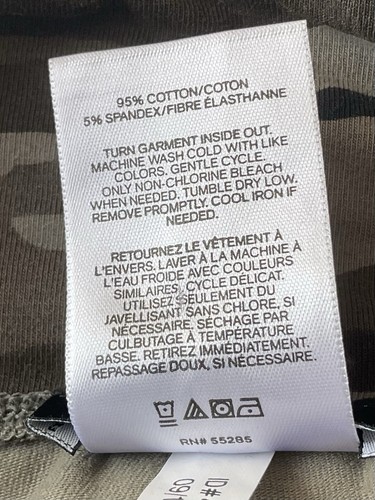 95% COTTON/COTON
5% SPANDEX/FIBRE ÉLASTHANNE
TURN GARMENT INSIDE OUT.
MACHINE WASH COLD WITH LIKE
COLORS. GENTLE CYCLE.
ONLY NON-CHLORINE BLEACH
WHEN NEEDED. TUMBLE DRY LOW.
REMOVE PROMPTLY. COOL IRON IF
NEEDED.
RETOURNEZ LE VÊTEMENT À
L'ENVERS. LAVER À LA MACHINE À
L'EAU FROIDE AVEC COULEURS
SIMILAIRES, CYCLE DÉLICAT.
UTILISEZ SEULEMENT DU
JAVELLISANT SANS CHLORE, SI
NÉCESSAIRE. SÉCHAGE PAR
CULBUTAGE À TEMPÉRATURE
BASSE. RETIREZ IMMÉDIATEMENT.
REPASSAGE DOUX, SI NÉCESSAIRE.
RN# 55285
ID#
091